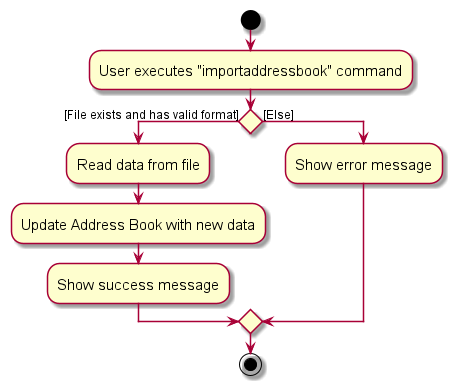 User executes "importaddressbook" command
[File exists and has valid format]
[Else]
Read data from file
Show error message
Update Address Book with new data
Show success message